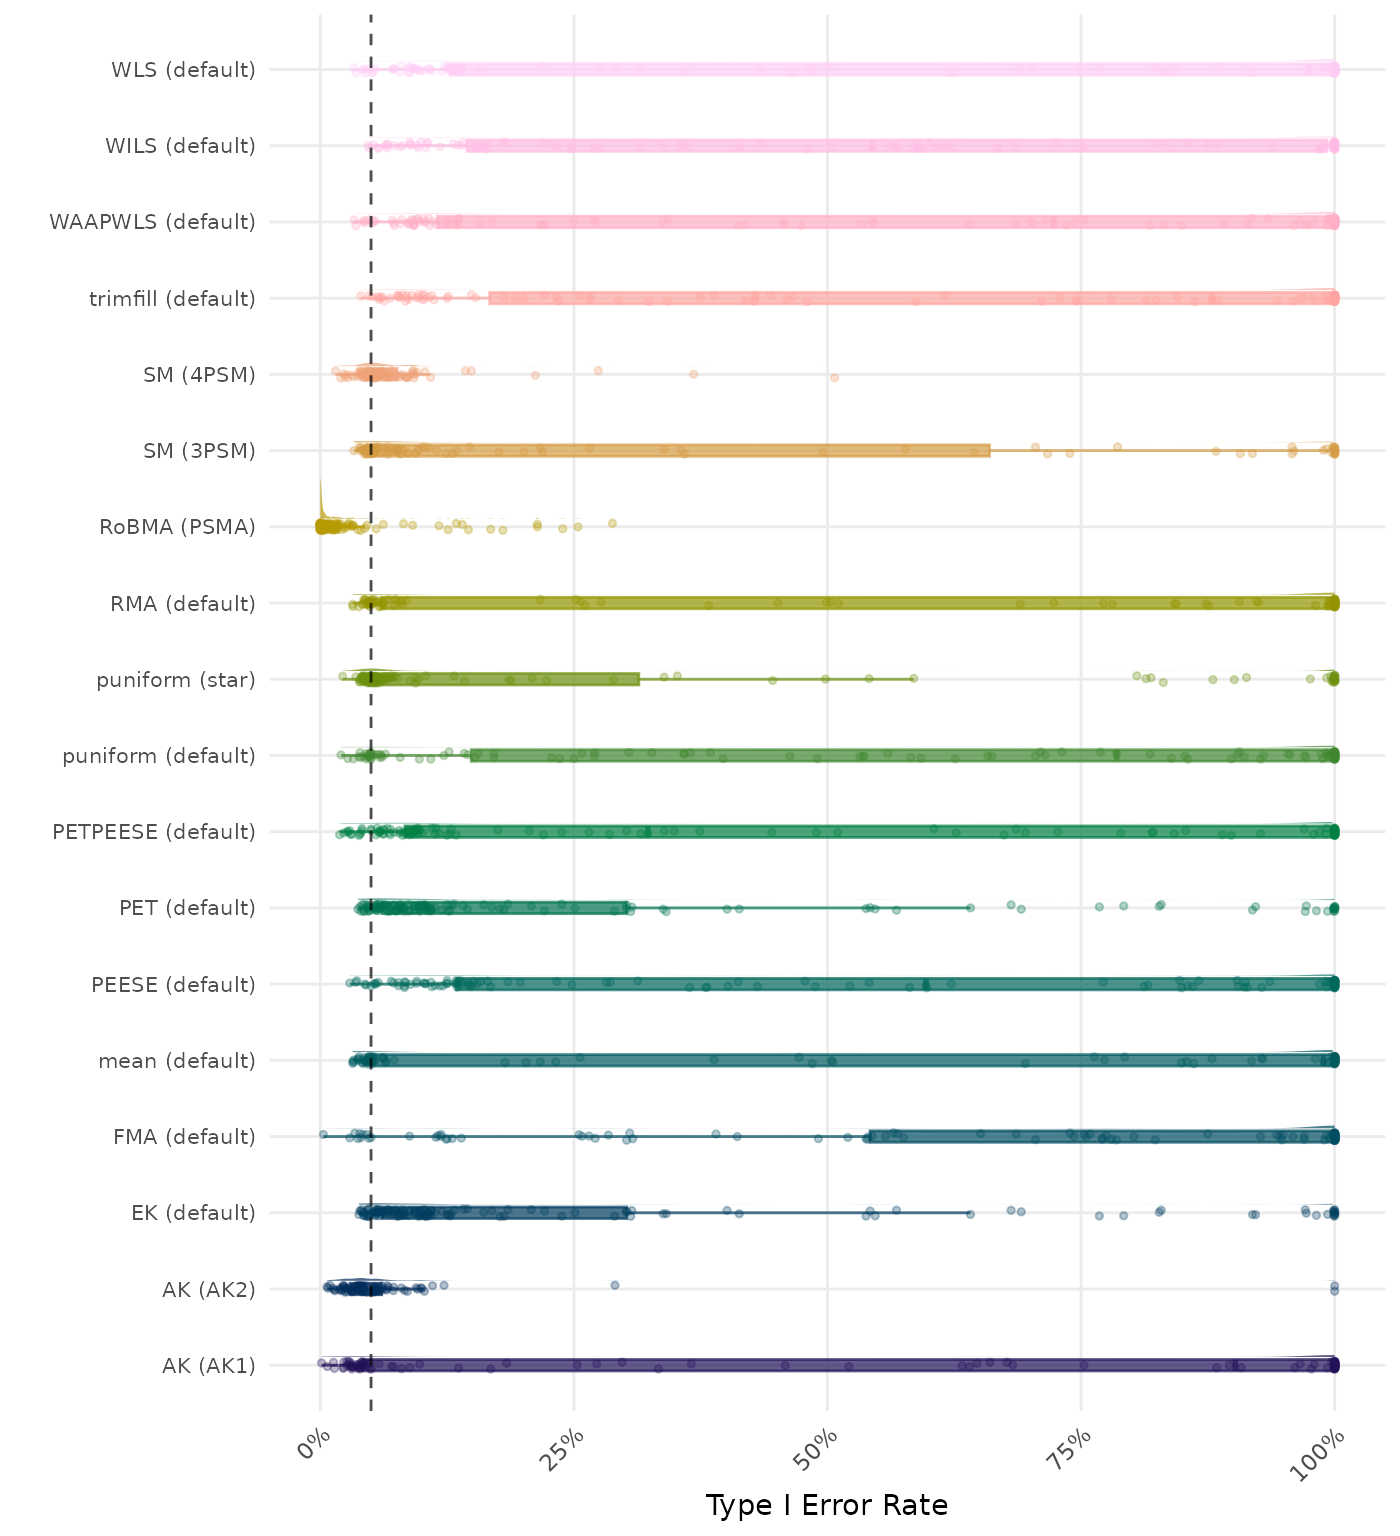 WLS (default)
WILS (default)
WAAPWLS (default)
trimfill (default)
SM (4PSM)
SM (3PSM)
RoBMA (PSMA)
RMA (default)
puniform (star)
puniform (default)
PETPEESE (default)
PET (default)
PEESE (default)
mean (default)
FMA (default)
EK (default)
AK (AK2)
AK (AK1)
0%
25%
50%
75%
100%
Type I Error Rate